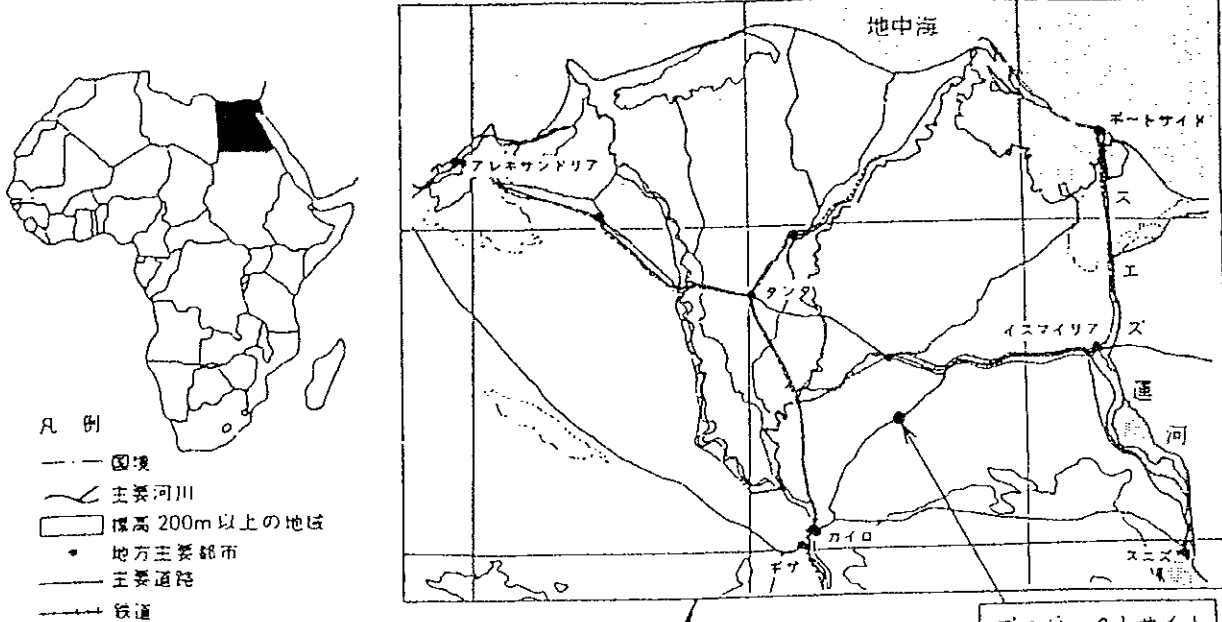 地中海
ポートサイド
アレキサンドリア
タンタ
イスマイリア
スエズ運河
カイロ
ギザ
スエズ
凡例
国境
主要河川
標高200m以上の地域
地方主要都市
主要道路
鉄道